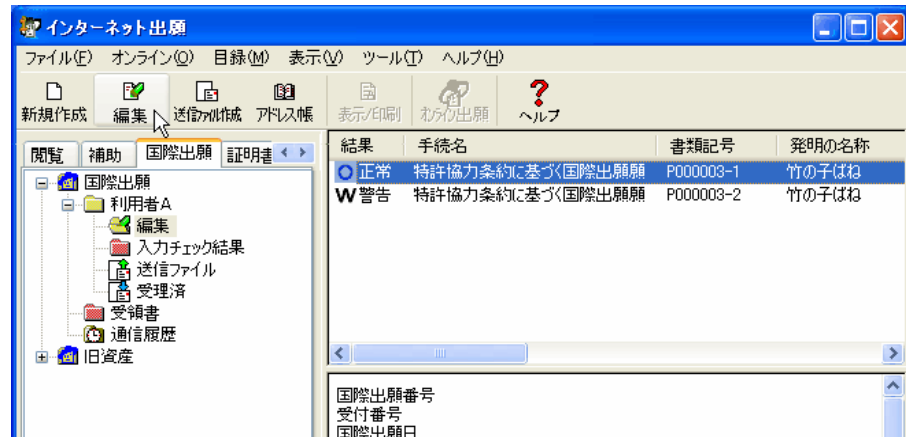 インターネット出願
ファイル(F) オンライン(O) 目録(M) 表示(V) ツール(T) ヘルプ(H)
新規作成 編集 送信ファイル作成 アドレス帳 表示/印刷 オンライン出願 ヘルプ
閲覧 補助 国際出願 証明書
結果 手続名 書類記号 発明の名称
正常 特許協力条約に基づく国際出願願 P000003-1 竹の子ばね
W 警告 特許協力条約に基づく国際出願願 P000003-2 竹の子ばね
国際出願
利用者A
編集
入力チェック結果
送信ファイル
受理済
受領書
通信履歴
旧資産
国際出願番号
受付番号
国際出願日